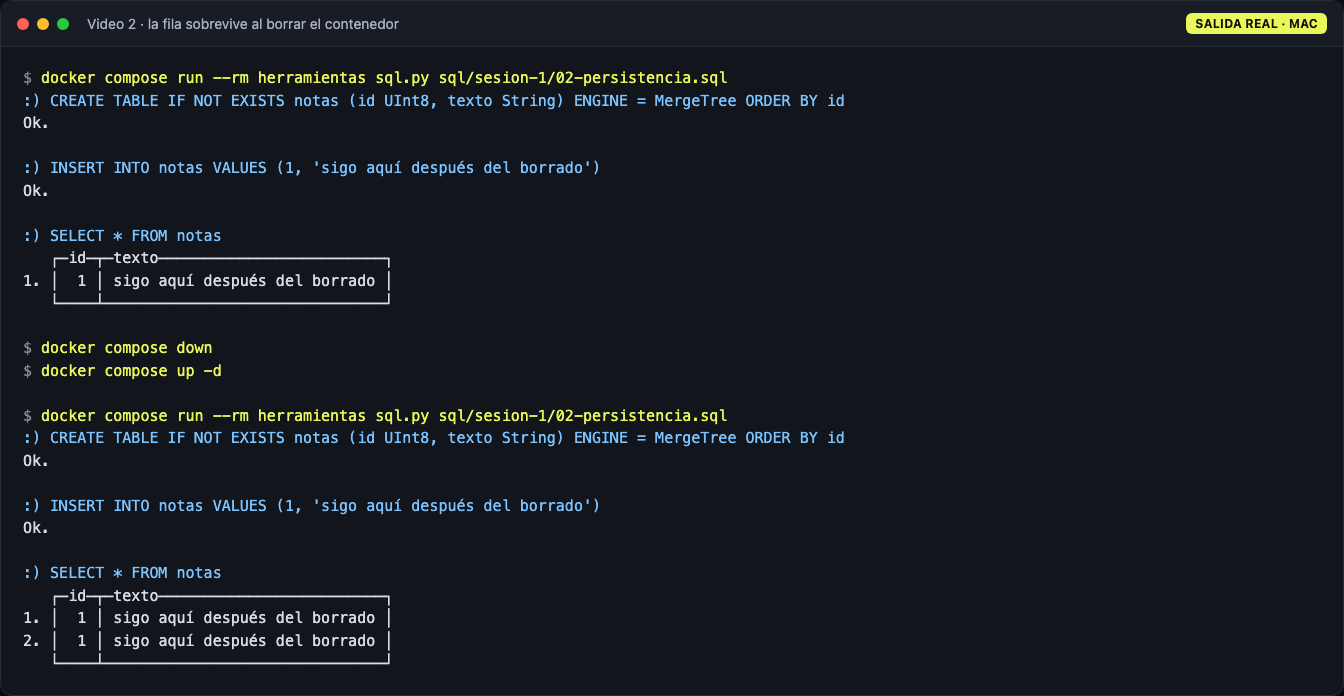 Video 2 · la fila sobrevive al borrar el contenedor
SALIDA REAL · MAC
$ docker compose run --rm herramientas sql.py sql/sesion-1/02-persistencia.sql
:) CREATE TABLE IF NOT EXISTS notas (id UInt8, texto String) ENGINE = MergeTree ORDER BY id
Ok.
:) INSERT INTO notas VALUES (1, 'sigo aquí después del borrado')
Ok.
:) SELECT * FROM notas
┌─id─┬─texto─────────────────────────┐
1. │  1 │ sigo aquí después del borrado │
└────┴───────────────────────────────┘
$ docker compose down
$ docker compose up -d
$ docker compose run --rm herramientas sql.py sql/sesion-1/02-persistencia.sql
:) CREATE TABLE IF NOT EXISTS notas (id UInt8, texto String) ENGINE = MergeTree ORDER BY id
Ok.
:) INSERT INTO notas VALUES (1, 'sigo aquí después del borrado')
Ok.
:) SELECT * FROM notas
┌─id─┬─texto─────────────────────────┐
1. │  1 │ sigo aquí después del borrado │
2. │  1 │ sigo aquí después del borrado │
└────┴───────────────────────────────┘